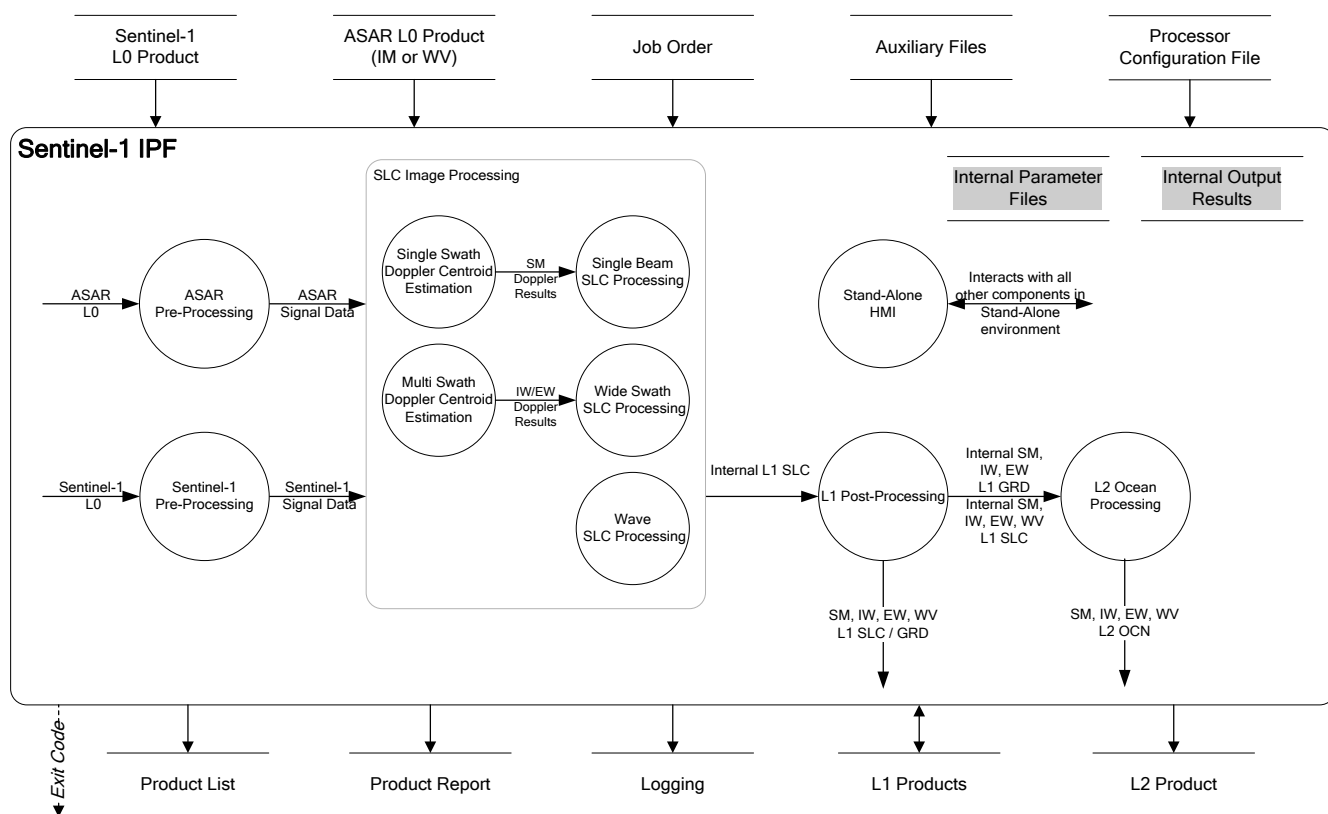 Sentinel-1
L0 Product
ASAR L0 Product
(IM or WV)
Job Order
Auxiliary Files
Processor
Configuration File
Sentinel-1 IPF
SLC Image Processing
Internal Parameter
Files
Internal Output
Results
Single Swath
Doppler Centroid
Estimation
SM
Doppler
Results
Single Beam
SLC Processing
ASAR
L0
ASAR
Pre-Processing
ASAR
Signal Data
Stand-Alone
HMI
Interacts with all
other components in
Stand-Alone
environment
Multi Swath
Doppler Centroid
Estimation
IW/EW
Doppler
Results
Wide Swath
SLC Processing
Sentinel-1
L0
Sentinel-1
Pre-Processing
Sentinel-1
Signal Data
Wave
SLC Processing
Internal L1 SLC
L1 Post-Processing
Internal SM,
IW, EW
L1 GRD
Internal SM,
IW, EW, WV
L1 SLC
L2 Ocean
Processing
SM, IW, EW, WV
L1 SLC / GRD
SM, IW, EW, WV
L2 OCN
Exit Code
Product List
Product Report
Logging
L1 Products
L2 Product